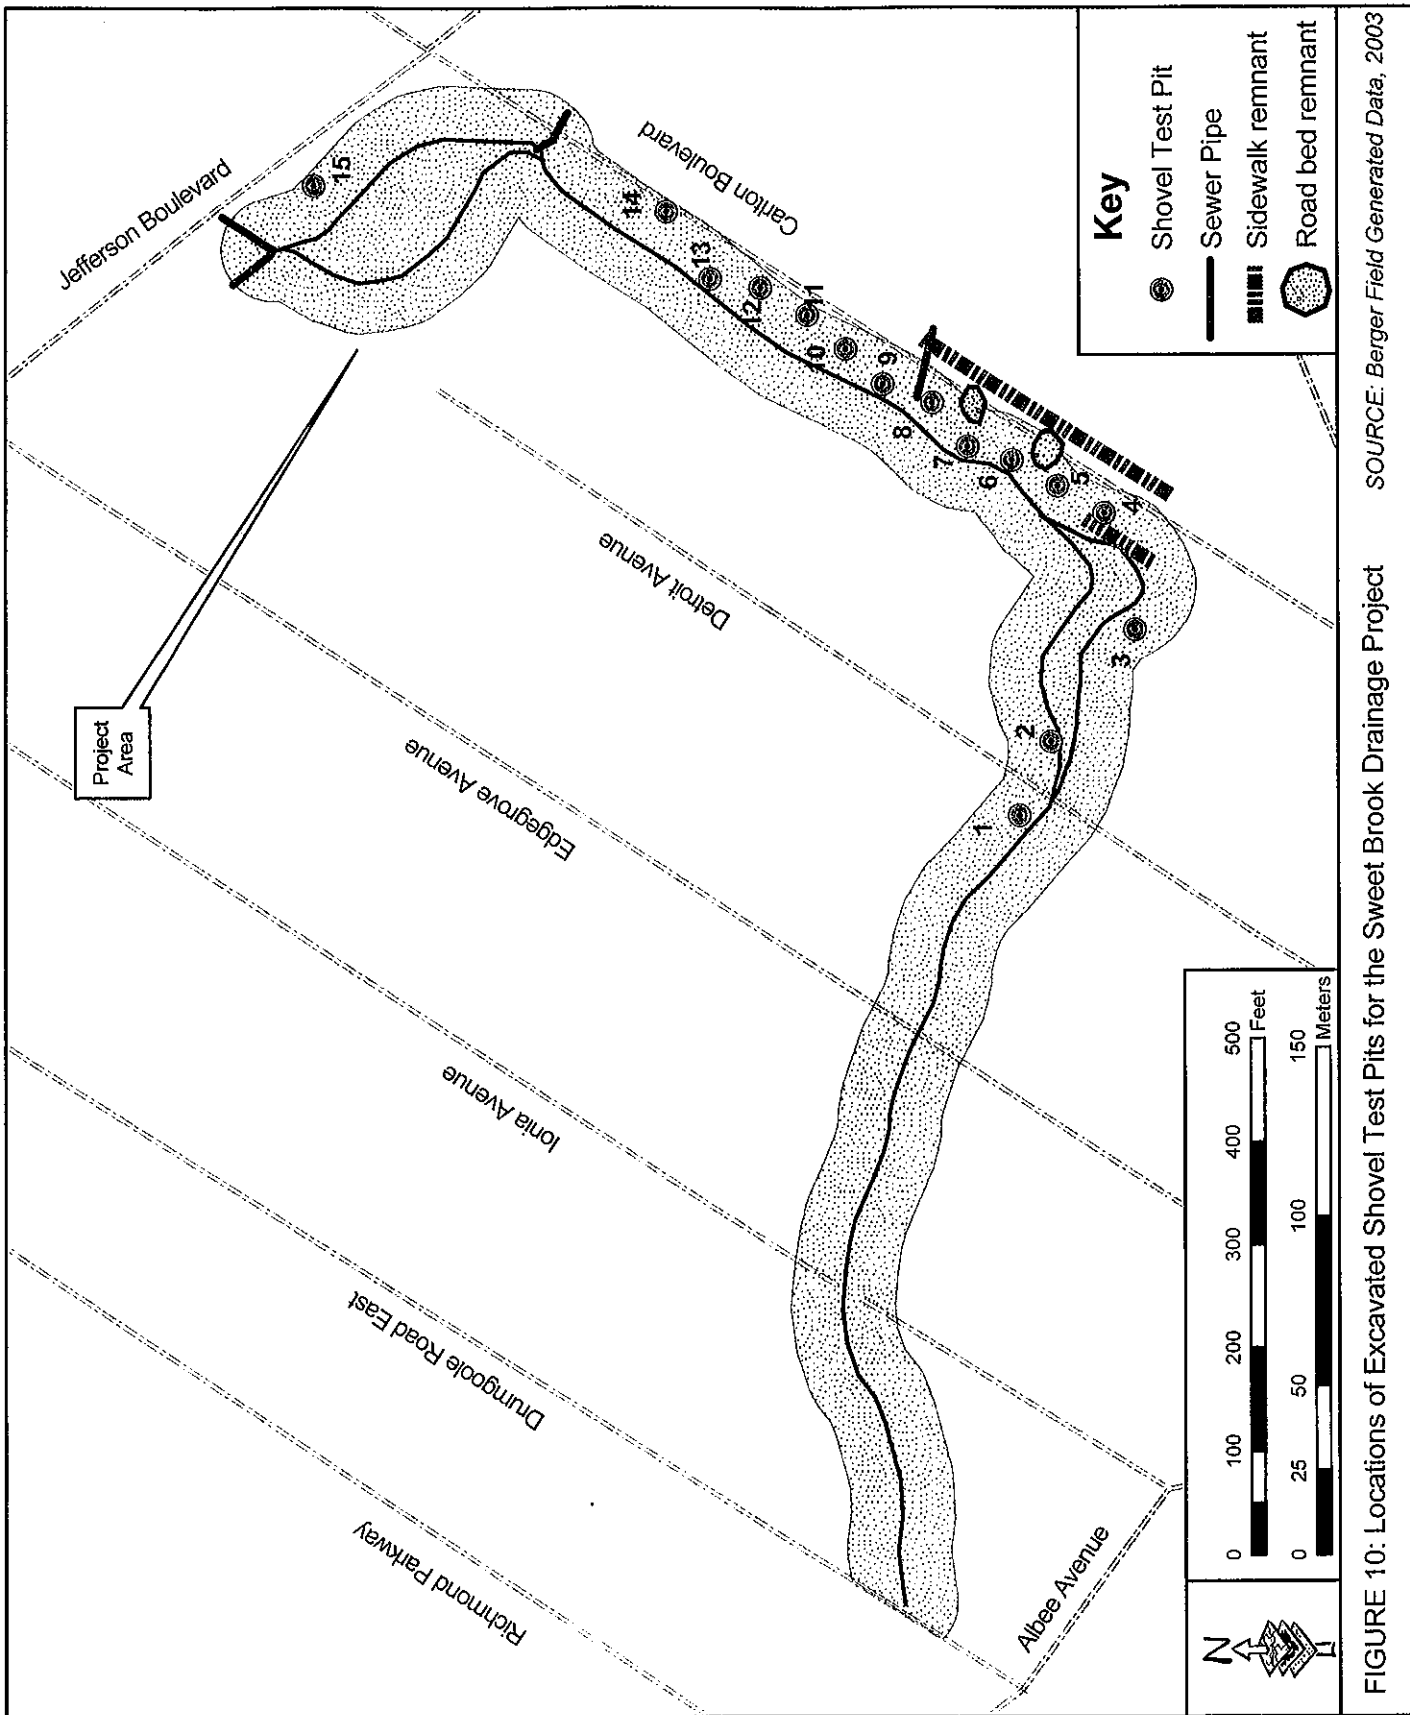 Jefferson Boulevard
15
Carlton Boulevard
14
13
12
11
10
9
8
7
6
5
4
3
2
1
Project
Area
Detroit Avenue
Edgegrove Avenue
Ionia Avenue
Drumgoole Road East
Richmond Parkway
Albee Avenue
Key
Shovel Test Pit
Sewer Pipe
Sidewalk remnant
Road bed remnant
N
0 100 200 300 400 500
Feet
0 25 50 100 150
Meters
FIGURE 10: Locations of Excavated Shovel Test Pits for the Sweet Brook Drainage Project
SOURCE: Berger Field Generated Data, 2003